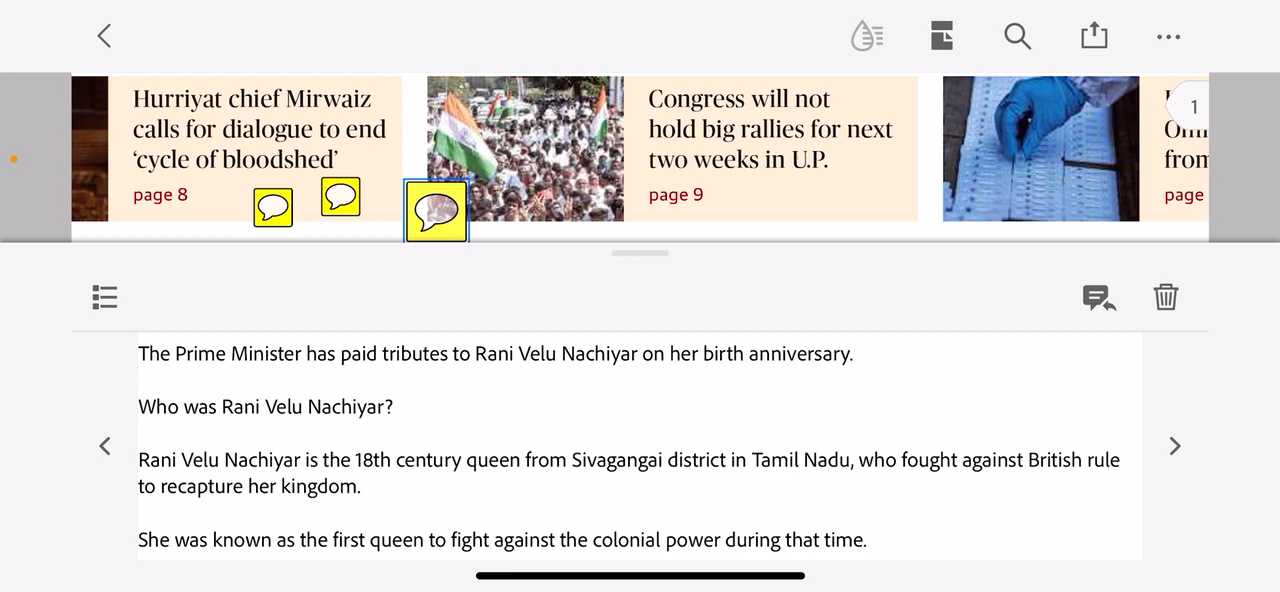 Hurriyat chief Mirwaiz
calls for dialogue to end
‘cycle of bloodshed’
page 8
Congress will not
hold big rallies for next
two weeks in U.P.
page 9
1
from
page
The Prime Minister has paid tributes to Rani Velu Nachiyar on her birth anniversary.
Who was Rani Velu Nachiyar?
Rani Velu Nachiyar is the 18th century queen from Sivagangai district in Tamil Nadu, who fought against British rule
to recapture her kingdom.
She was known as the first queen to fight against the colonial power during that time.